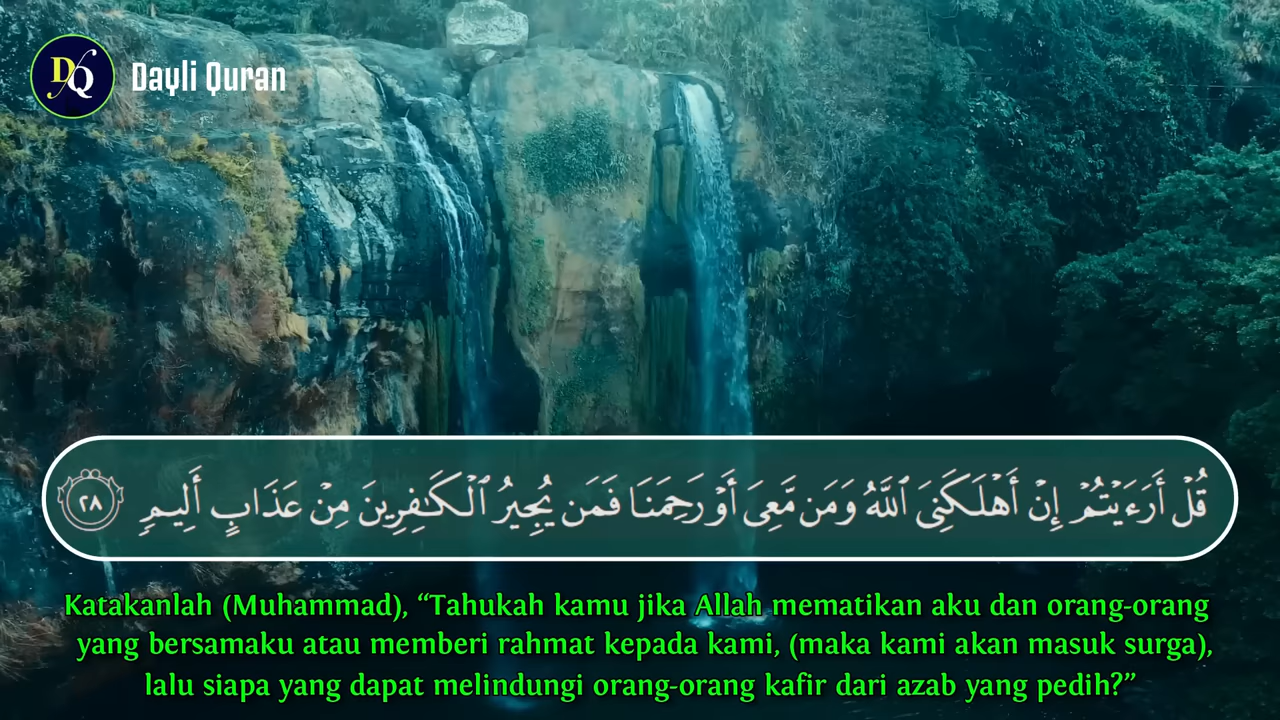 DQ
Dayli Quran
قُلْ أَرَءَيْتُمْ إِنْ أَهْلَكَنِىَ ٱللَّهُ وَمَن مَّعِىَ أَوْ رَحِمَنَا فَمَن يُجِيرُ ٱلْكَـٰفِرِينَ مِنْ عَذَابٍ أَلِيمٍ ٢٨
Katakanlah (Muhammad), “Tahukah kamu jika Allah mematikan aku dan orang-orang
yang bersamaku atau memberi rahmat kepada kami, (maka kami akan masuk surga),
lalu siapa yang dapat melindungi orang-orang kafir dari azab yang pedih?”